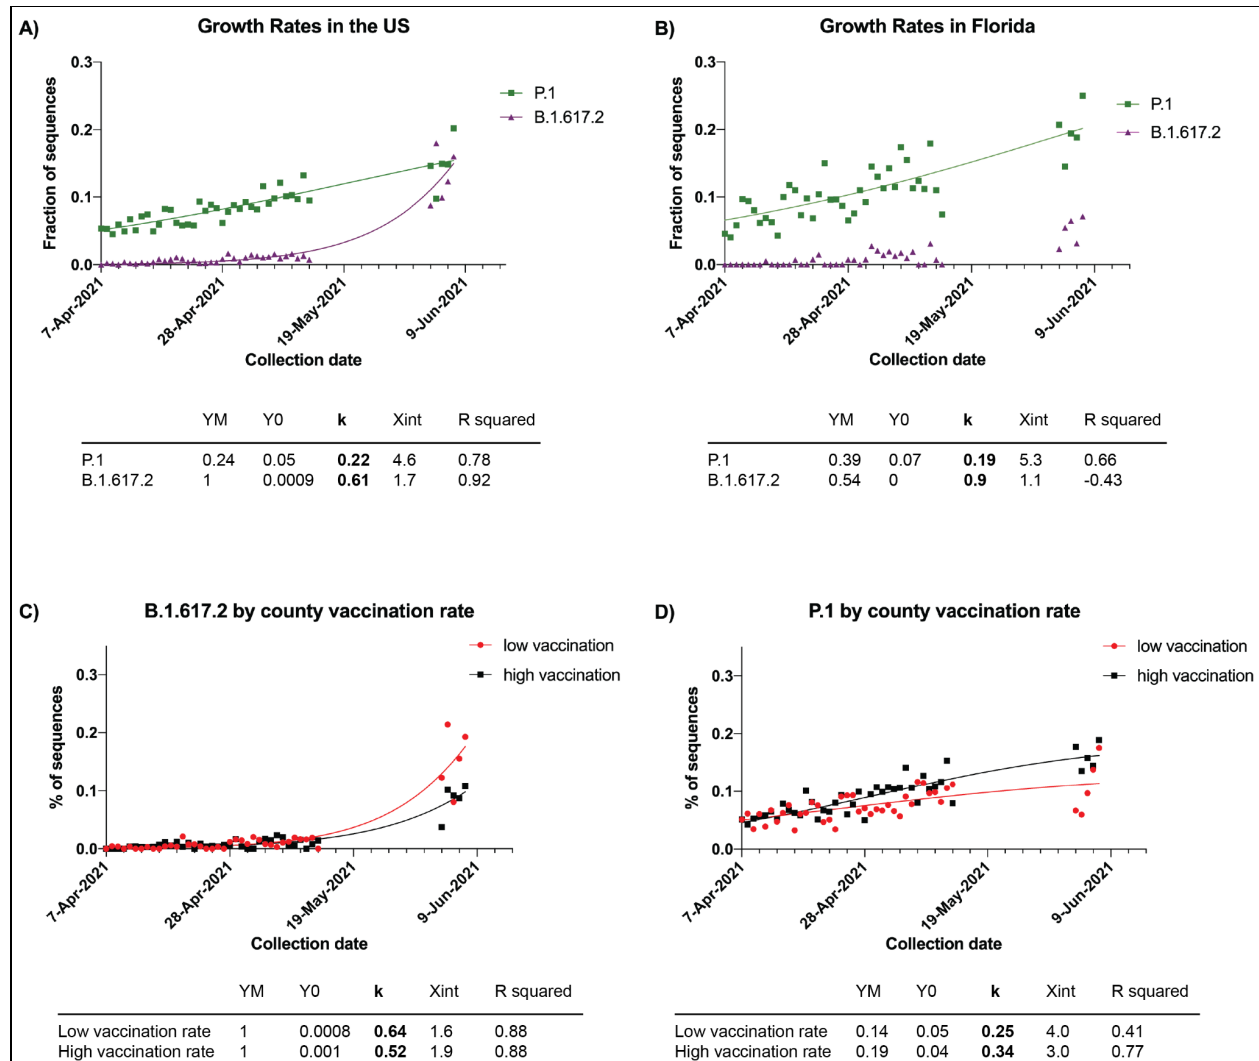 A)
Growth Rates in the US
Fraction of sequences
0.3
0.2
0.1
0.0
P.1
B.1.617.2
7-Apr-2021
28-Apr-2021
19-May-2021
9-Jun-2021
Collection date
YM Y0 k Xint R squared
P.1 0.24 0.05 0.22 4.6 0.78
B.1.617.2 1 0.0009 0.61 1.7 0.92
B)
Growth Rates in Florida
Fraction of sequences
0.3
0.2
0.1
0.0
P.1
B.1.617.2
7-Apr-2021
28-Apr-2021
19-May-2021
9-Jun-2021
Collection date
YM Y0 k Xint R squared
P.1 0.39 0.07 0.19 5.3 0.66
B.1.617.2 0.54 0 0.9 1.1 -0.43
C)
B.1.617.2 by county vaccination rate
% of sequences
0.3
0.2
0.1
0.0
low vaccination
high vaccination
7-Apr-2021
28-Apr-2021
19-May-2021
9-Jun-2021
Collection date
YM Y0 k Xint R squared
Low vaccination rate 1 0.0008 0.64 1.6 0.88
High vaccination rate 1 0.001 0.52 1.9 0.88
D)
P.1 by county vaccination rate
% of sequences
0.3
0.2
0.1
0.0
low vaccination
high vaccination
7-Apr-2021
28-Apr-2021
19-May-2021
9-Jun-2021
Collection date
YM Y0 k Xint R squared
Low vaccination rate 0.14 0.05 0.25 4.0 0.41
High vaccination rate 0.19 0.04 0.34 3.0 0.77